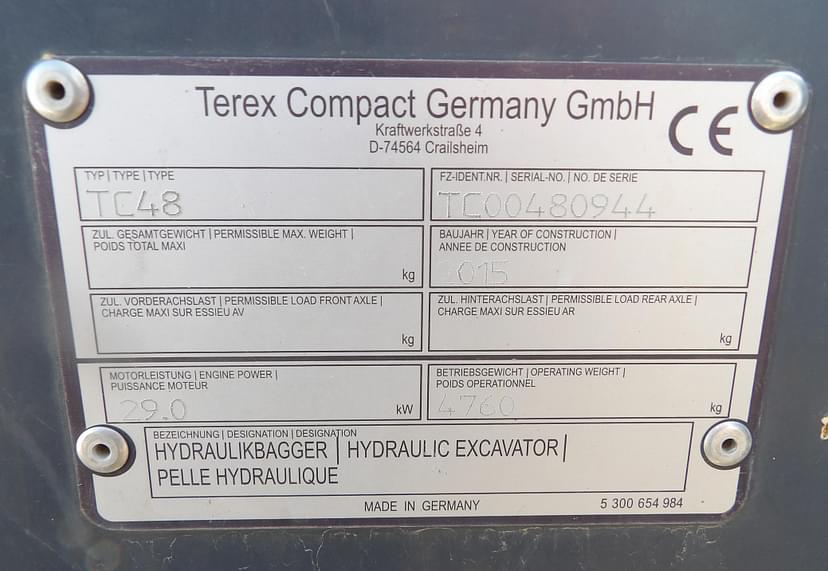 Terex Compact Germany GmbH
Kraftwerkstraße 4
D-74564 Crailsheim
CE
TYP | TYPE | TYPE
TC48
FZ-IDENT.NR. | SERIAL-NO. | NO. DE SERIE
TC00480944
ZUL. GESAMTGEWICHT | PERMISSIBLE MAX. WEIGHT |
POIDS TOTAL MAXI
kg
BAUJAHR | YEAR OF CONSTRUCTION |
ANNEE DE CONSTRUCTION
2015
ZUL. VORDERACHSLAST | PERMISSIBLE LOAD FRONT AXLE |
CHARGE MAXI SUR ESSIEU AV
kg
ZUL. HINTERACHSLAST | PERMISSIBLE LOAD REAR AXLE |
CHARGE MAXI SUR ESSIEU AR
kg
MOTORLEISTUNG | ENGINE POWER |
PUISSANCE MOTEUR
29.0 kW
BETRIEBSGEWICHT | OPERATING WEIGHT |
POIDS OPERATIONNEL
4760 kg
BEZEICHNUNG | DESIGNATION | DESIGNATION
HYDRAULIKBAGGER | HYDRAULIC EXCAVATOR |
PELLE HYDRAULIQUE
MADE IN GERMANY
5 300 654 984